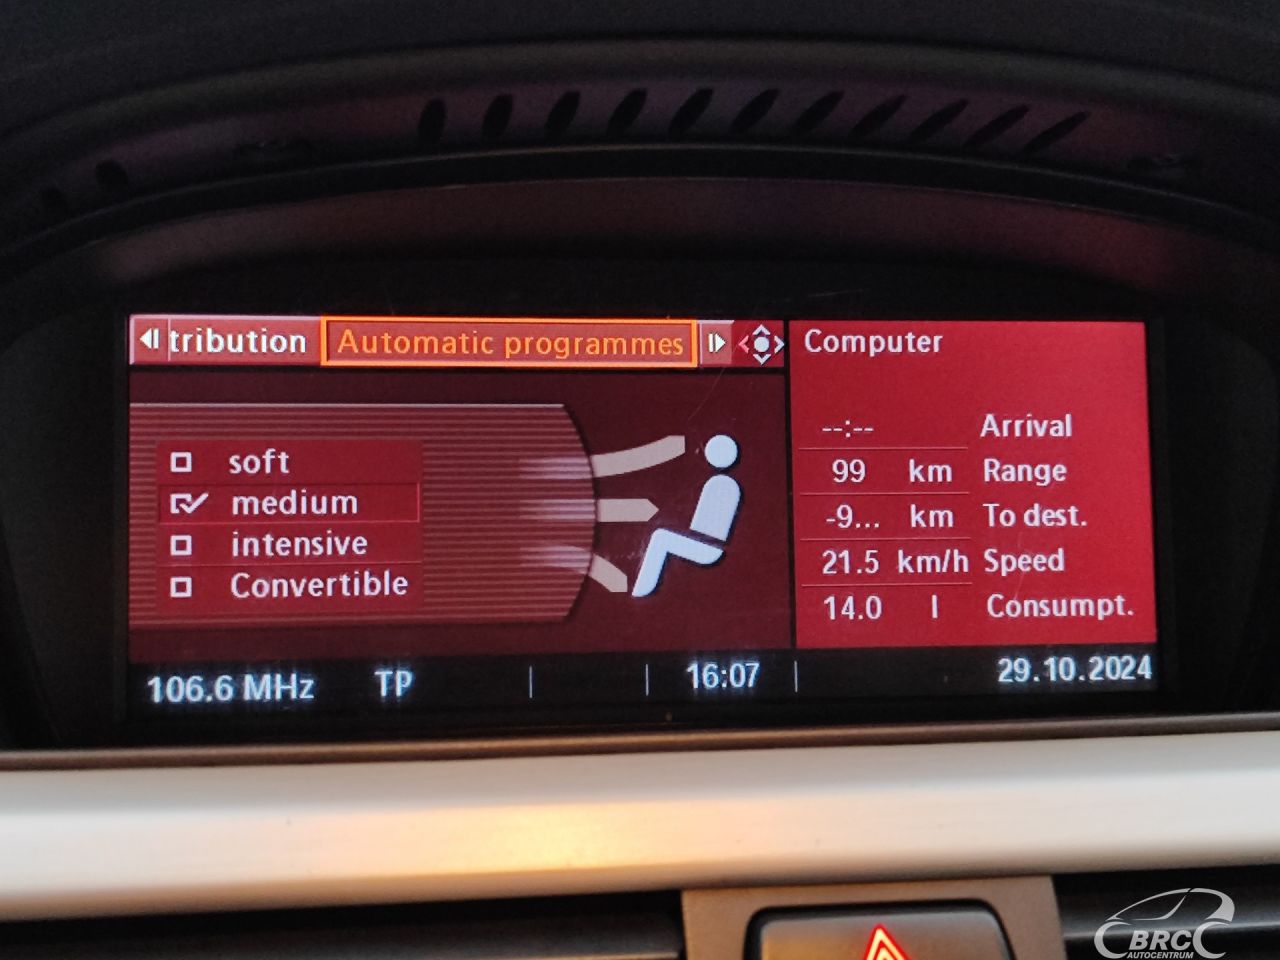 tribution Automatic programmes
soft
medium
intensive
Convertible
Computer
--:-- Arrival
99 km Range
-9... km To dest.
21.5 km/h Speed
14.0 l Consumpt.
106.6 MHz TP 16:07 29.10.2024
BRC
AUTOCENTRUM